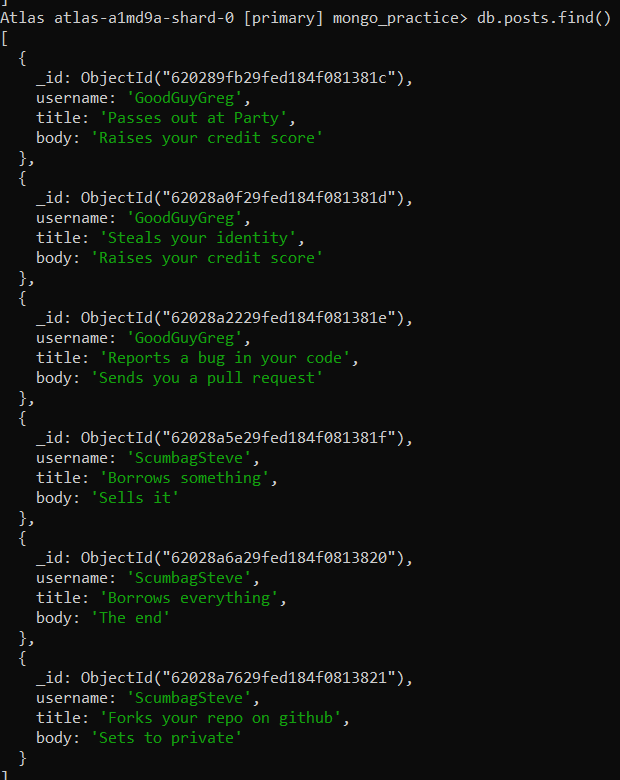 ]
Atlas atlas-a1md9a-shard-0 [primary] mongo_practice> db.posts.find()
[
  {
    _id: ObjectId("620289fb29fed184f081381c"),
    username: 'GoodGuyGreg',
    title: 'Passes out at Party',
    body: 'Raises your credit score'
  },
  {
    _id: ObjectId("62028a0f29fed184f081381d"),
    username: 'GoodGuyGreg',
    title: 'Steals your identity',
    body: 'Raises your credit score'
  },
  {
    _id: ObjectId("62028a2229fed184f081381e"),
    username: 'GoodGuyGreg',
    title: 'Reports a bug in your code',
    body: 'Sends you a pull request'
  },
  {
    _id: ObjectId("62028a5e29fed184f081381f"),
    username: 'ScumbagSteve',
    title: 'Borrows something',
    body: 'Sells it'
  },
  {
    _id: ObjectId("62028a6a29fed184f0813820"),
    username: 'ScumbagSteve',
    title: 'Borrows everything',
    body: 'The end'
  },
  {
    _id: ObjectId("62028a7629fed184f0813821"),
    username: 'ScumbagSteve',
    title: 'Forks your repo on github',
    body: 'Sets to private'
  }
]